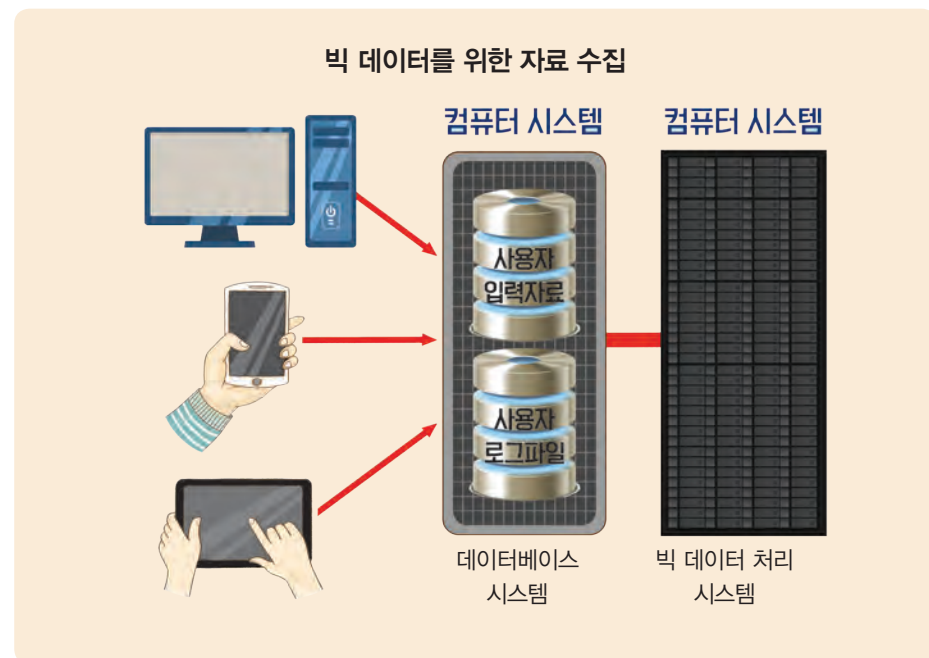 빅 데이터를 위한 자료 수집
컴퓨터 시스템
컴퓨터 시스템
사용자
입력자료
사용자
로그파일
데이터베이스
시스템
빅 데이터 처리
시스템